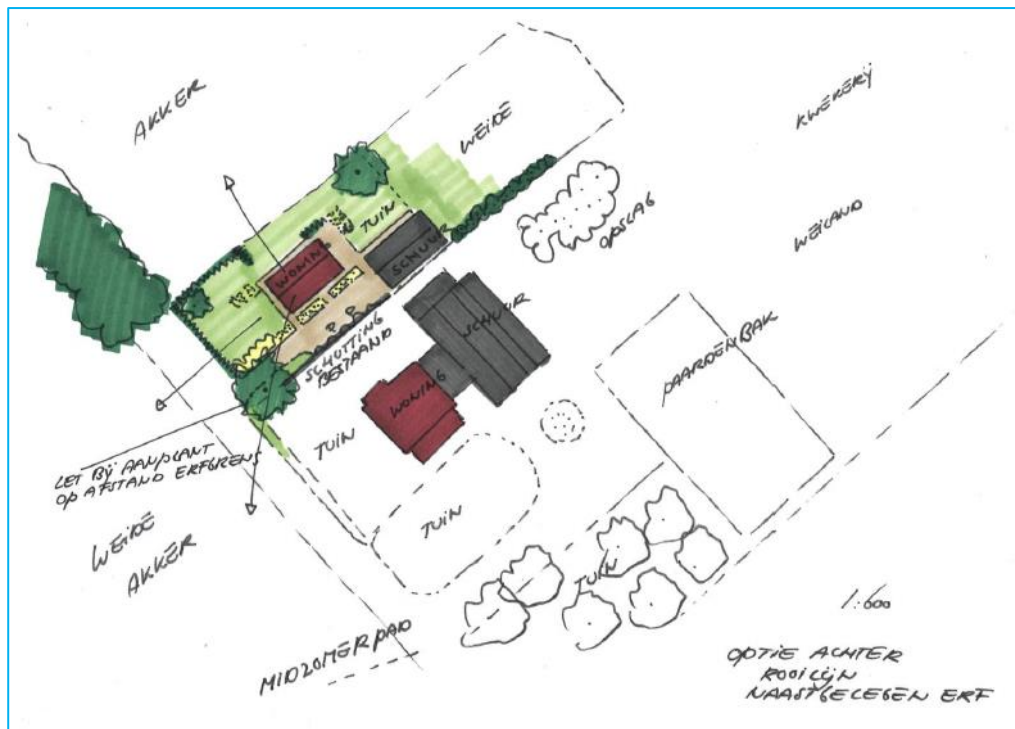 AKKER
WEIDE
KWEKERIJ
WEILAND
OPSLAG
TUIN
WONING
SCHUUR
SCHUTTING
BESTAAND
SCHUUR
WONING
PAARDENBAK
TUIN
LET BIJ AANPLANT
OP AFSTAND ERFGRENS
TUIN
WEIDE
AKKER
TUIN
MIDZOMERPAD
1:600
OPTIE ACHTER
ROOILIJN
NAASTGELEGEN ERF